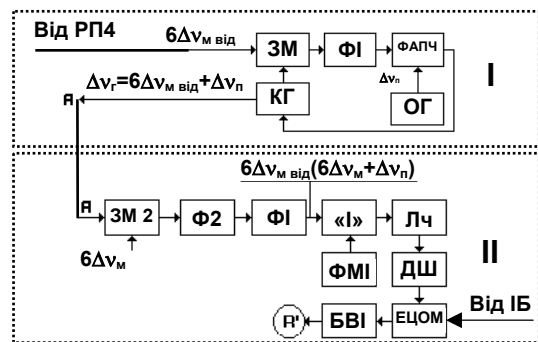 Від РП4
6Δνм від
ЗМ
ФІ
ФАПЧ
І
Δνг=6Δνм від+Δνп
КГ
Δνп
ОГ
Я
6Δνм від(6Δνм+Δνп)
Я
ЗМ 2
Ф2
ФІ
«І»
Лч
6Δνм
ФМІ
ДШ
ІІ
Від ІБ
R'
БВІ
ЕЦОМ